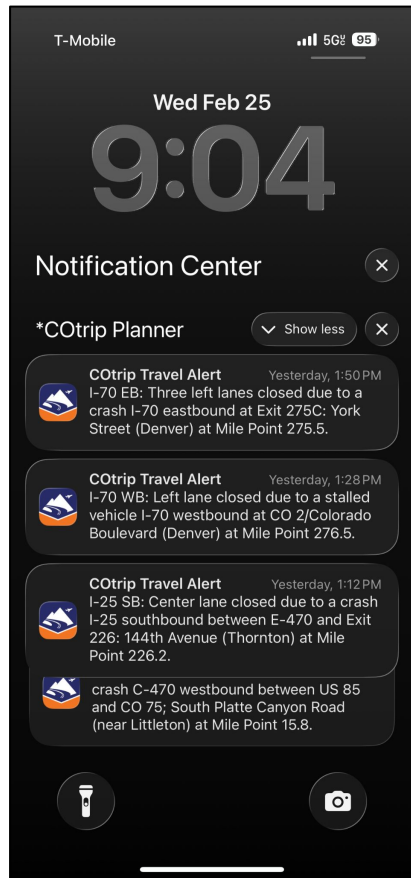 T-Mobile 5G 95
Wed Feb 25
9:04
Notification Center
*COtrip Planner Show less
COtrip Travel Alert Yesterday, 1:50 PM
I-70 EB: Three left lanes closed due to a
crash I-70 eastbound at Exit 275C: York
Street (Denver) at Mile Point 275.5.
COtrip Travel Alert Yesterday, 1:28 PM
I-70 WB: Left lane closed due to a stalled
vehicle I-70 westbound at CO 2/Colorado
Boulevard (Denver) at Mile Point 276.5.
COtrip Travel Alert Yesterday, 1:12 PM
I-25 SB: Center lane closed due to a crash
I-25 southbound between E-470 and Exit
226: 144th Avenue (Thornton) at Mile
Point 226.2.
crash C-470 westbound between US 85
and CO 75; South Platte Canyon Road
(near Littleton) at Mile Point 15.8.